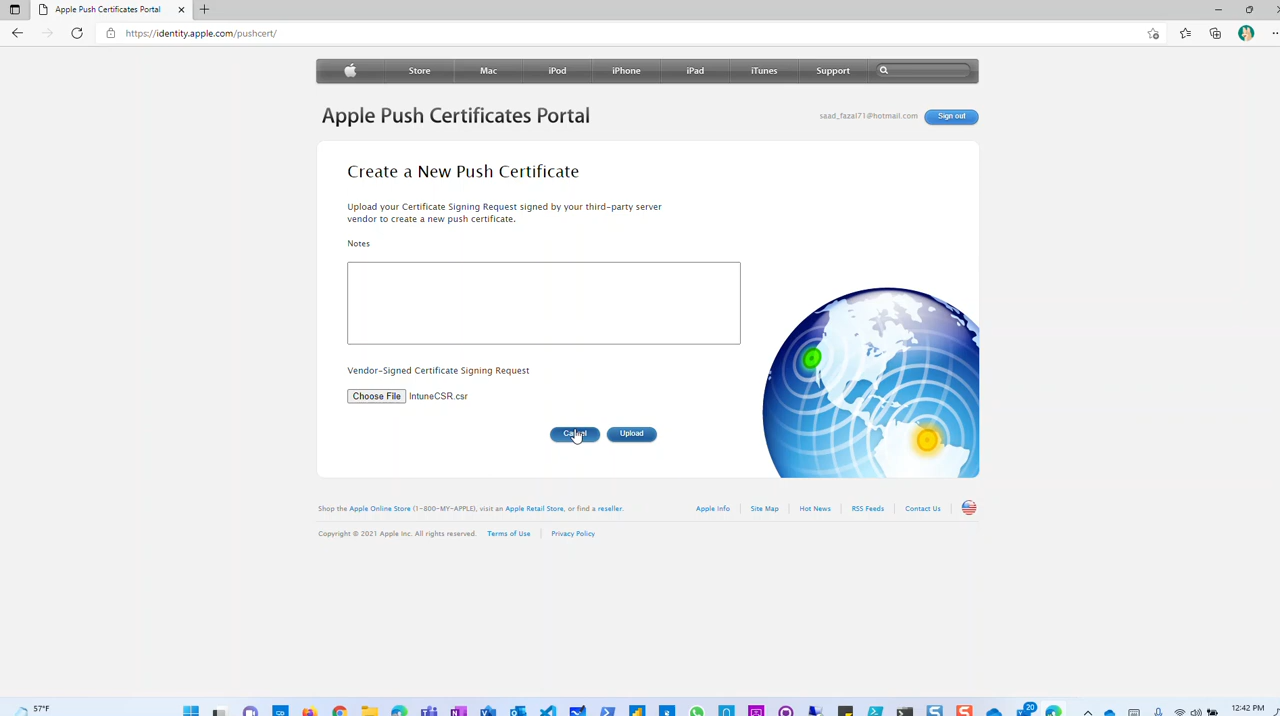 Apple Push Certificates Portal
https://identity.apple.com/pushcert/
Store
Mac
iPod
iPhone
iPad
iTunes
Support
Apple Push Certificates Portal
saad_fazal71@hotmail.com
Sign out
Create a New Push Certificate
Upload your Certificate Signing Request signed by your third-party server
vendor to create a new push certificate.
Notes
Vendor-Signed Certificate Signing Request
Choose File IntuneCSR.csr
Cancel
Upload
Shop the Apple Online Store (1-800-MY-APPLE), visit an Apple Retail Store, or find a reseller.
Apple Info
Site Map
Hot News
RSS Feeds
Contact Us
Copyright © 2021 Apple Inc. All rights reserved.
Terms of Use
Privacy Policy
57°F
20
12:42 PM